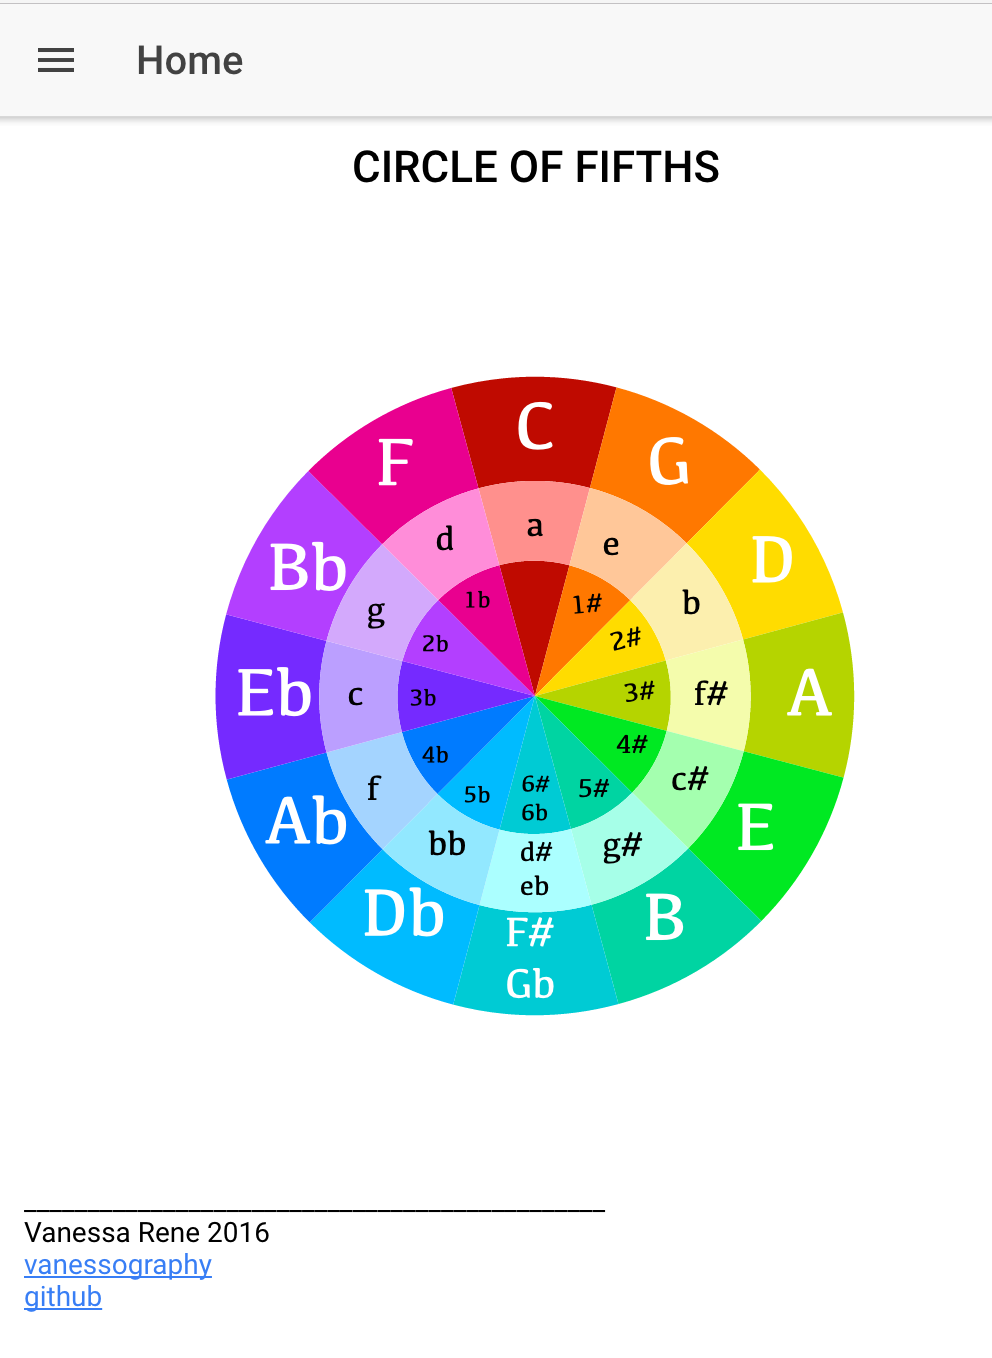 Home
CIRCLE OF FIFTHS
C
G
D
A
E
B
F#
Gb
Db
Ab
Eb
Bb
F
a
e
b
f#
c#
g#
d#
eb
bb
f
c
g
d
1#
2#
3#
4#
5#
6#
6b
5b
4b
3b
2b
1b
Vanessa Rene 2016
vanessography
github